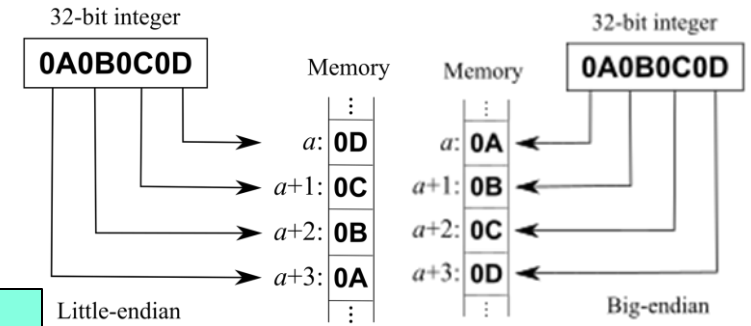 32-bit integer
0A0B0C0D
Memory
⋮
a: 0D
a+1: 0C
a+2: 0B
a+3: 0A
⋮
Little-endian
32-bit integer
0A0B0C0D
Memory
⋮
a: 0A
a+1: 0B
a+2: 0C
a+3: 0D
⋮
Big-endian